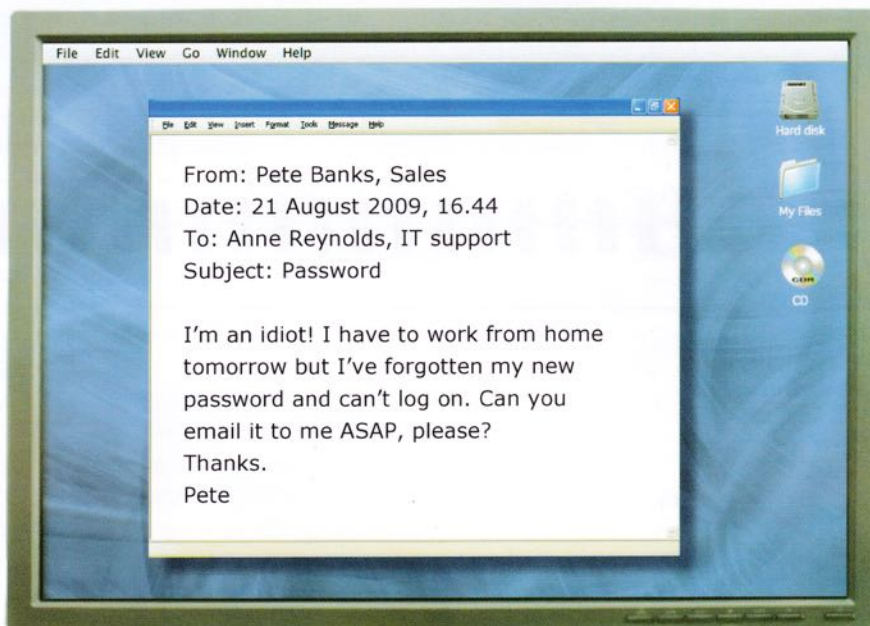 File Edit View Go Window Help
File Edit View Insert Format Tools Message Help
Hard disk
My Files
CDR
CD
From: Pete Banks, Sales
Date: 21 August 2009, 16.44
To: Anne Reynolds, IT support
Subject: Password
I'm an idiot! I have to work from home
tomorrow but I've forgotten my new
password and can't log on. Can you
email it to me ASAP, please?
Thanks.
Pete